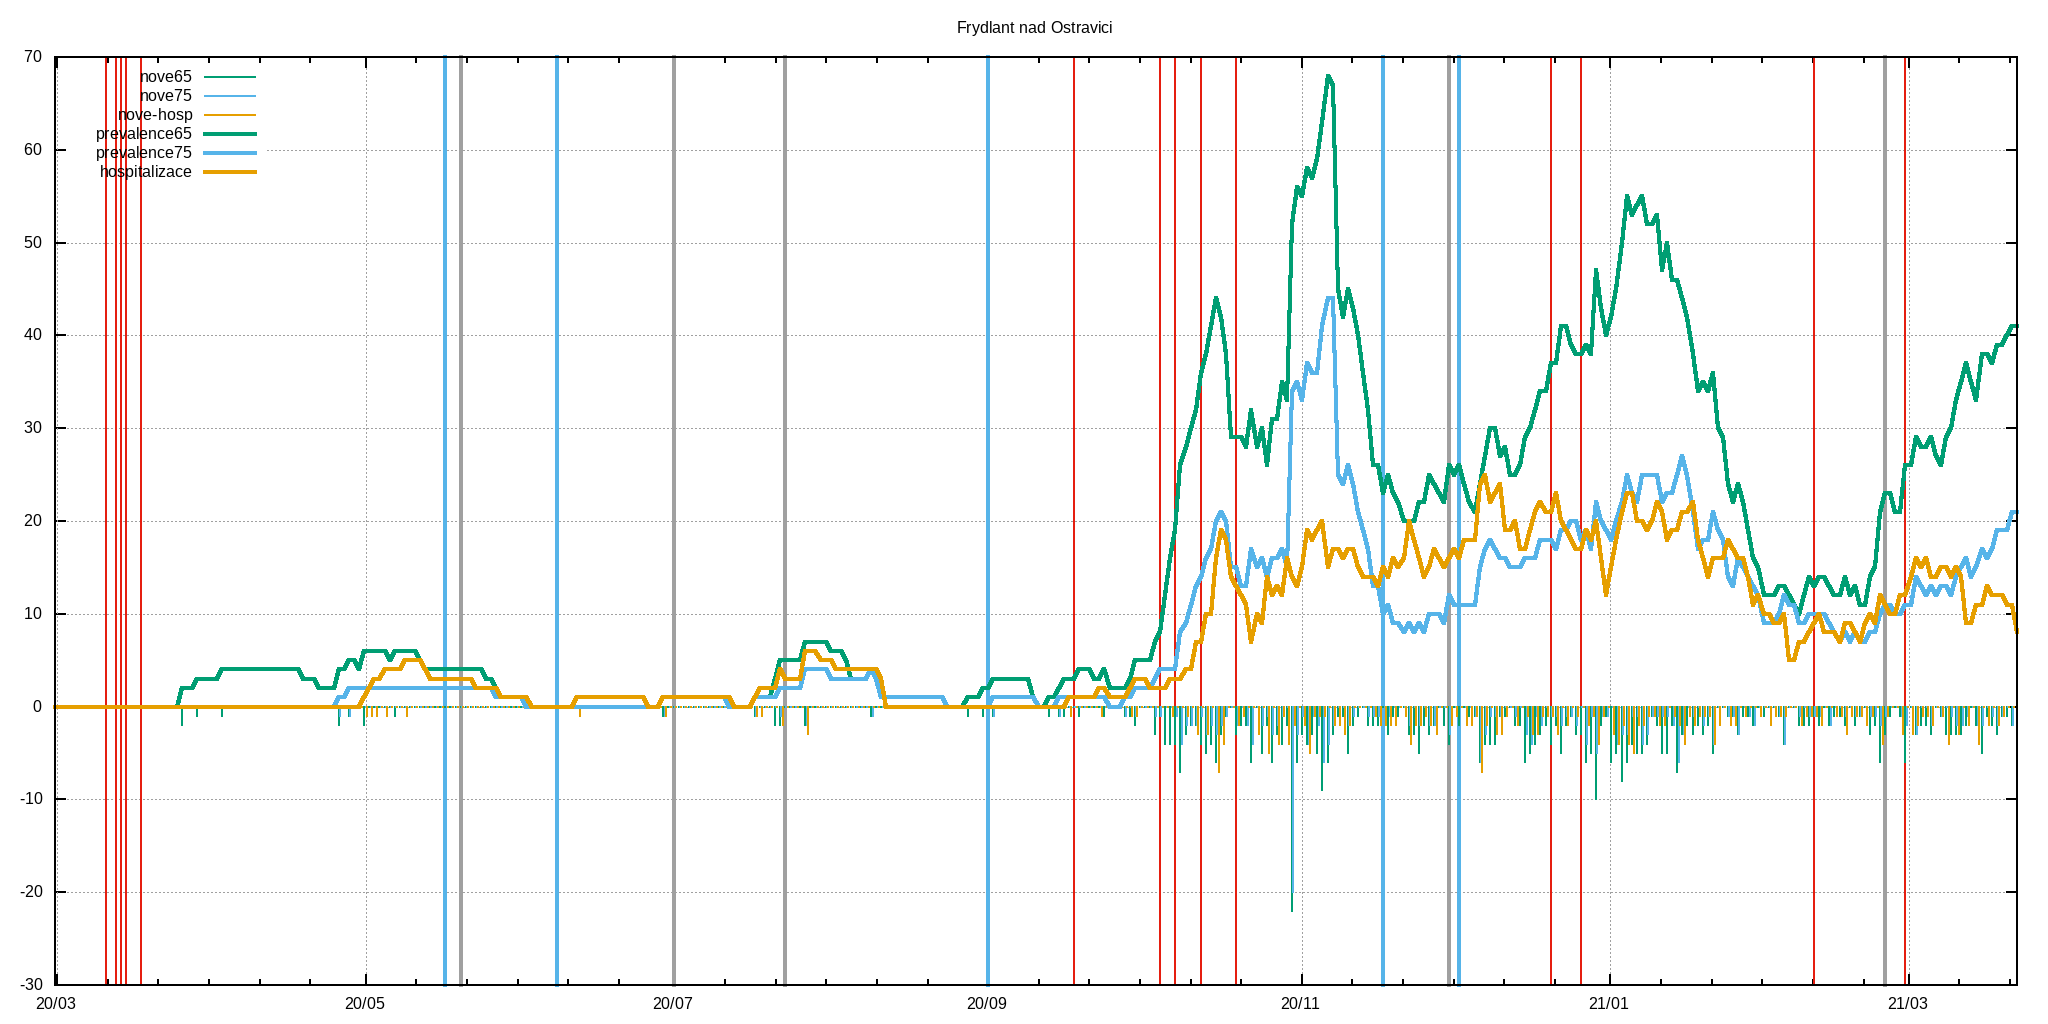 Frydlant nad Ostravici
70
60
50
40
30
20
10
0
-10
-20
-30
nove65
nove75
nove-hosp
prevalence65
prevalence75
hospitalizace
20/03 20/05 20/07 20/09 20/11 21/01 21/03